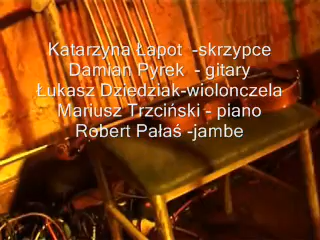 Katarzyna Łapot -skrzypce
Damian Pyrek - gitary
Łukasz Dziedziak-wiolonczela
Mariusz Trzciński - piano
Robert Pałaś -jambe